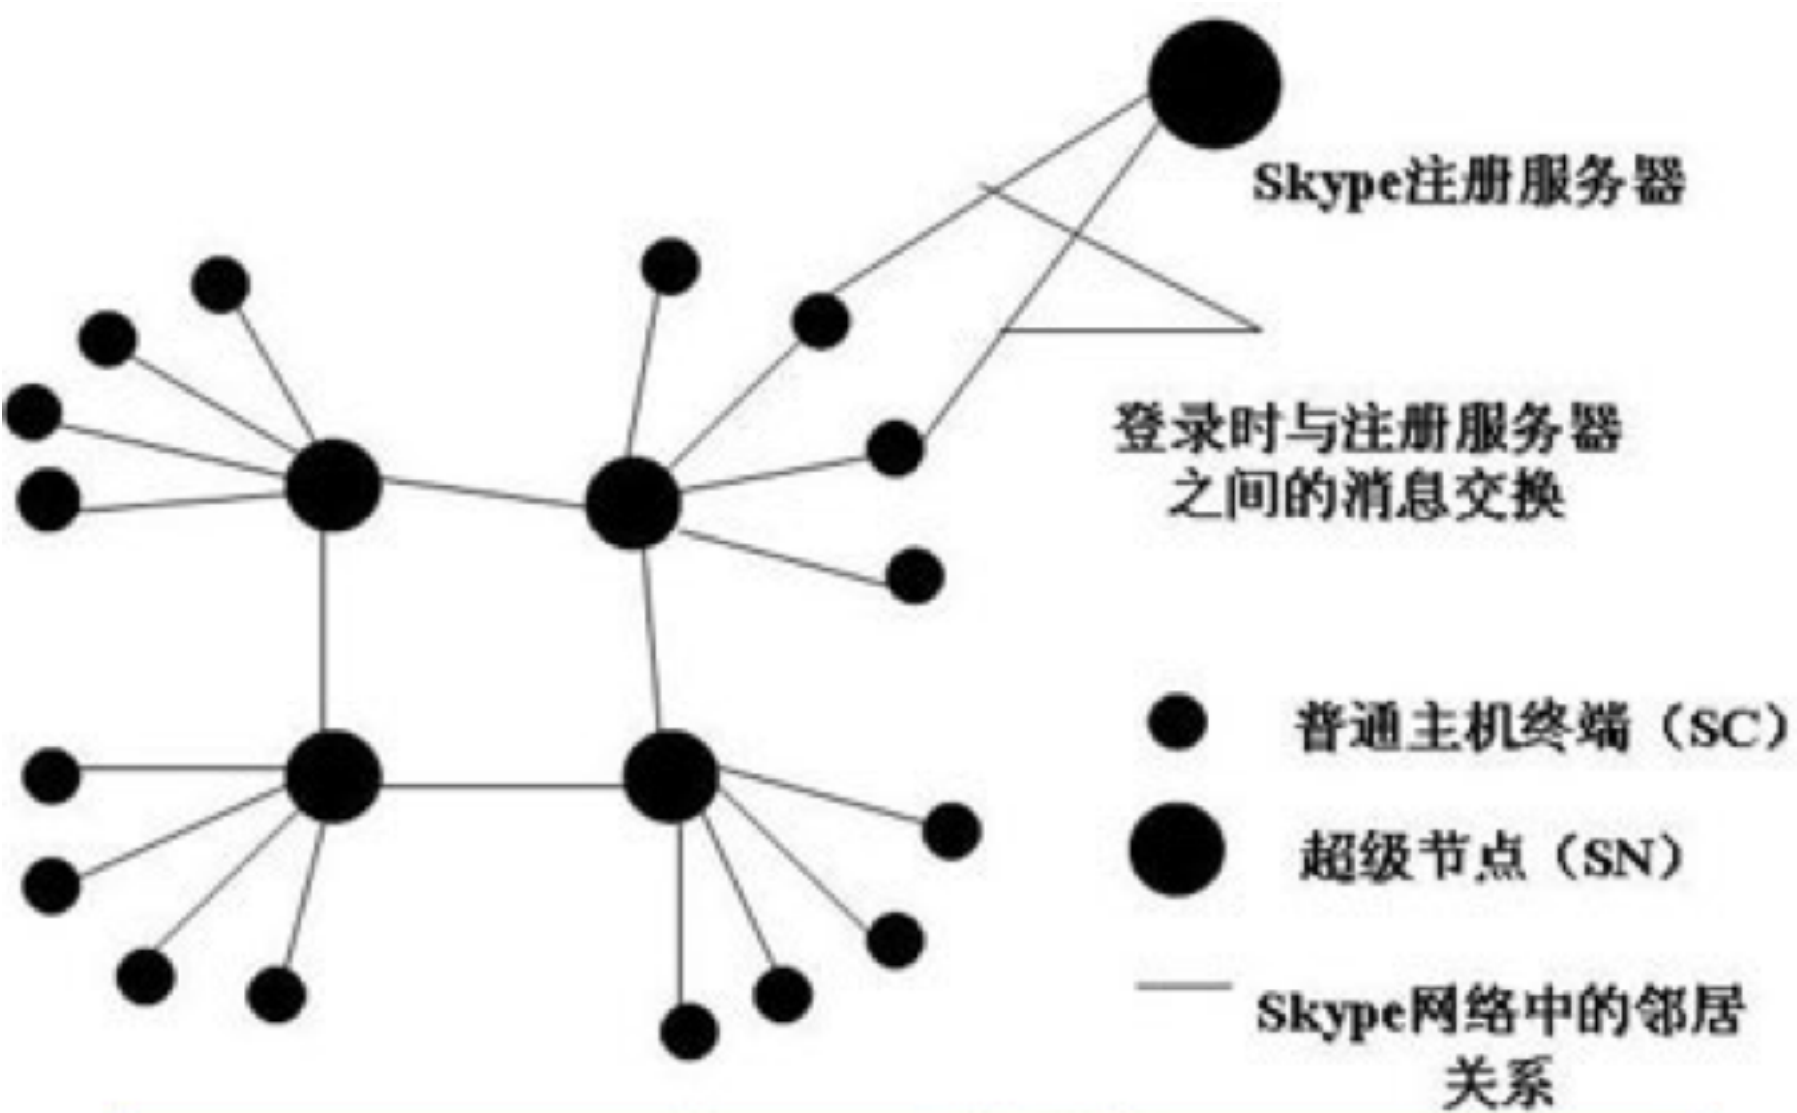 Skype注册服务器
登录时与注册服务器
之间的消息交换
普通主机终端（SC）
超级节点（SN）
Skype网络中的邻居
关系